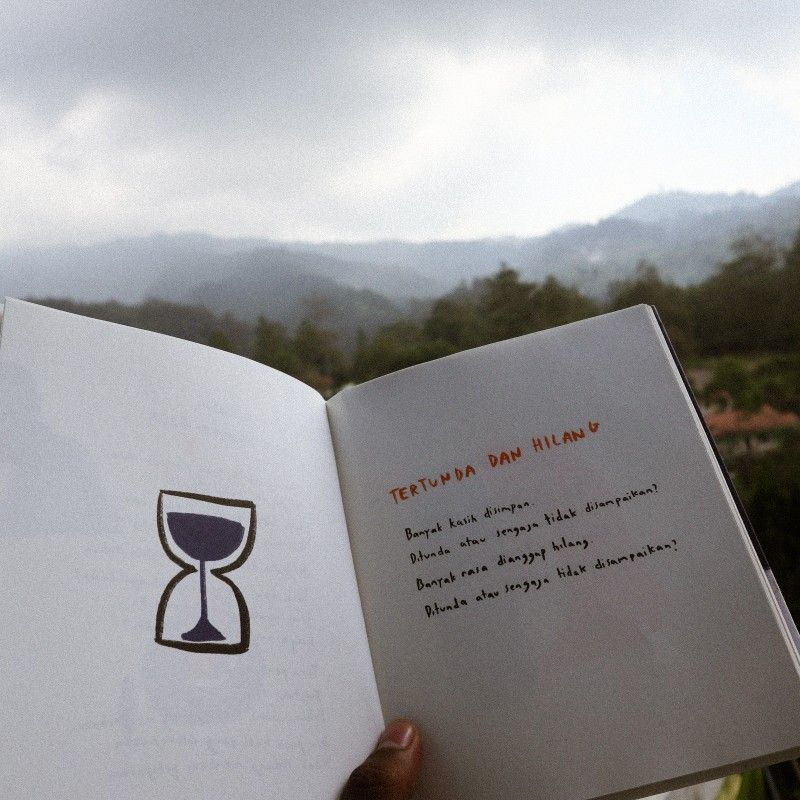 TERTUNDA DAN HILANG
Banyak kasih disimpan.
Ditunda atau sengaja tidak disampaikan?
Banyak rasa dianggap hilang.
Ditunda atau sengaja tidak disampaikan?